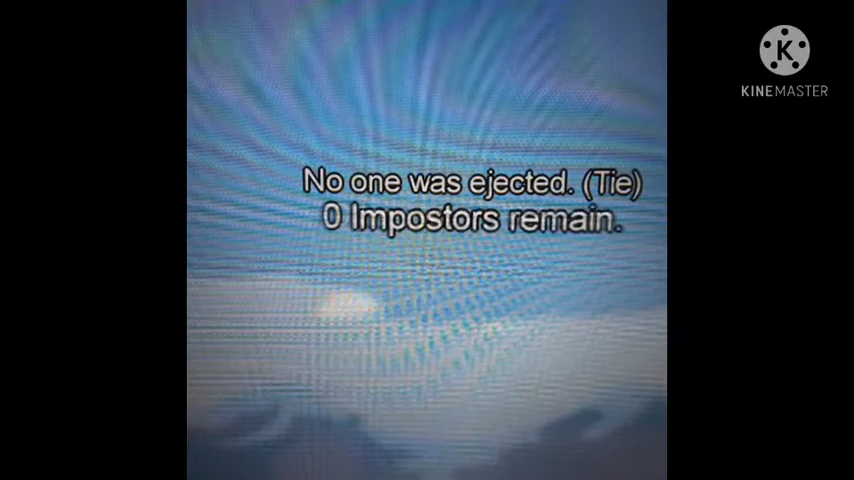 No one was ejected. (Tie)
0 Impostors remain.
K
KINEMASTER